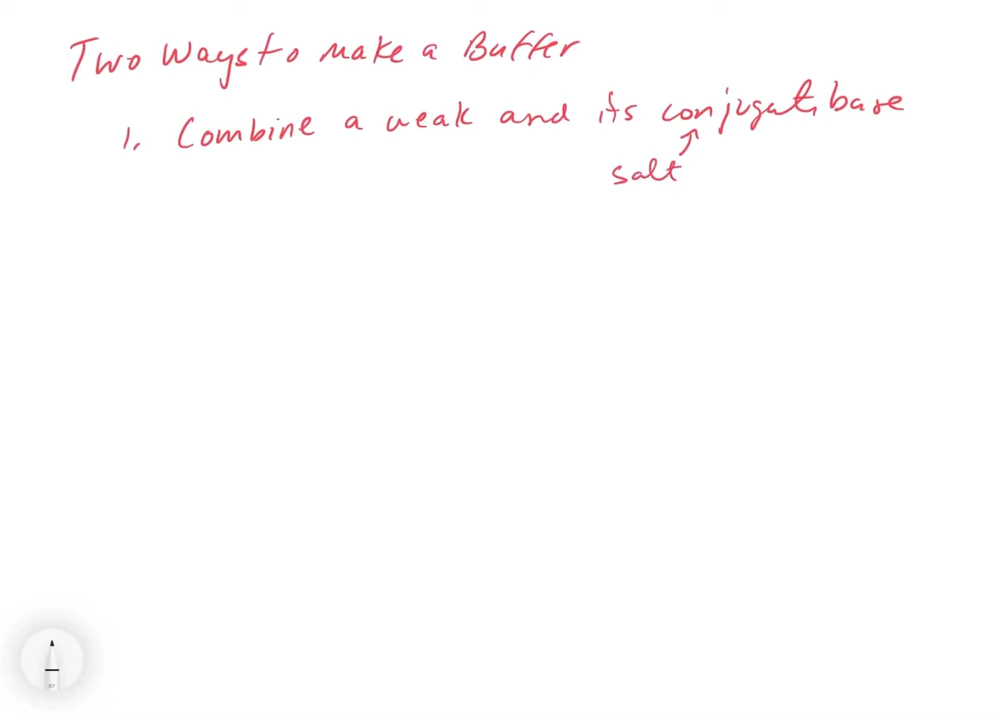 Two Ways to make a Buffer
1. Combine a weak and its conjugate base
salt